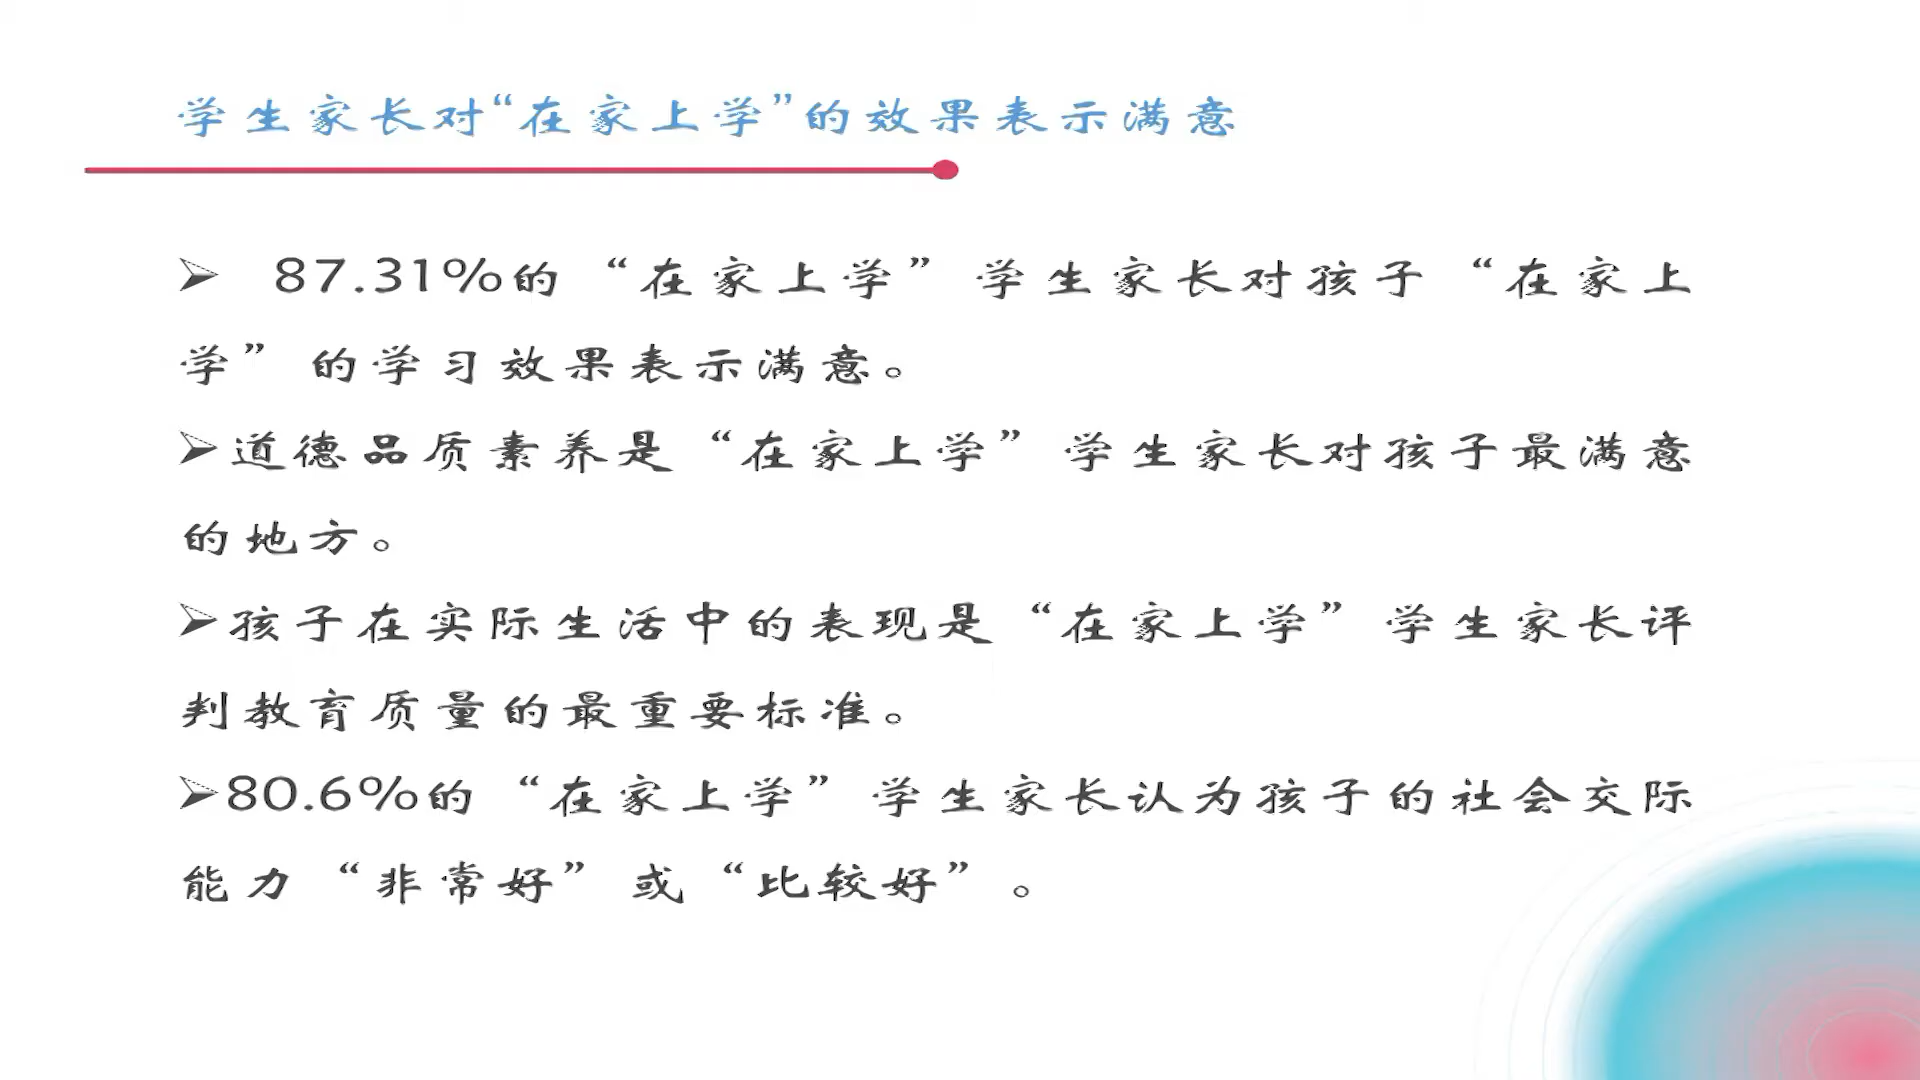 学生家长对“在家上学”的效果表示满意
➢ 87.31%的“在家上学”学生家长对孩子“在家上
学”的学习效果表示满意。
➢道德品质素养是“在家上学”学生家长对孩子最满意
的地方。
➢孩子在实际生活中的表现是“在家上学”学生家长评
判教育质量的最重要标准。
➢80.6%的“在家上学”学生家长认为孩子的社会交际
能力“非常好”或“比较好”。